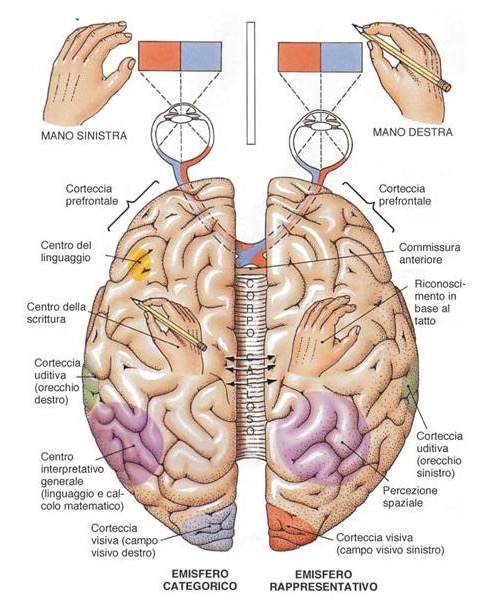 MANO SINISTRA
MANO DESTRA
Corteccia
prefrontale
Corteccia
prefrontale
Centro del
linguaggio
Commissura
anteriore
Centro della
scrittura
Riconosci-
mento in
base al
tatto
CORPO CALLOSO
Corteccia
uditiva
(orecchio
destro)
Corteccia
uditiva
(orecchio
sinistro)
Centro
interpretativo
generale
(linguaggio e cal-
colo matematico)
Percezione
spaziale
Corteccia
visiva (campo
visivo destro)
Corteccia visiva
(campo visivo sinistro)
EMISFERO
CATEGORICO
EMISFERO
RAPPRESENTATIVO